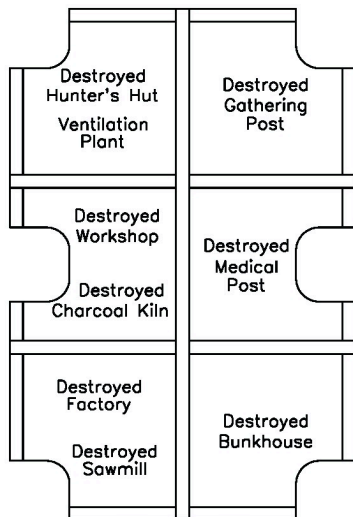 Destroyed
Hunter's Hut
Ventilation
Plant
Destroyed
Gathering
Post
Destroyed
Workshop
Destroyed
Charcoal Kiln
Destroyed
Medical
Post
Destroyed
Factory
Destroyed
Sawmill
Destroyed
Bunkhouse